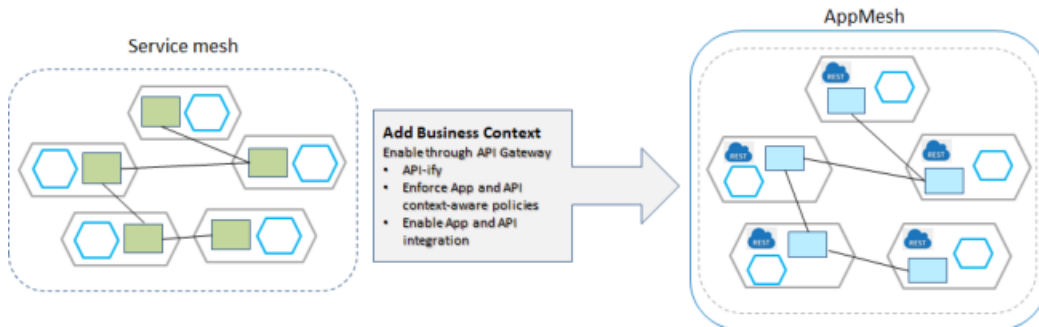 Service mesh
AppMesh
Add Business Context
Enable through API Gateway
• API-ify
• Enforce App and API
context-aware policies
• Enable App and API
integration
REST
REST
REST
REST
REST